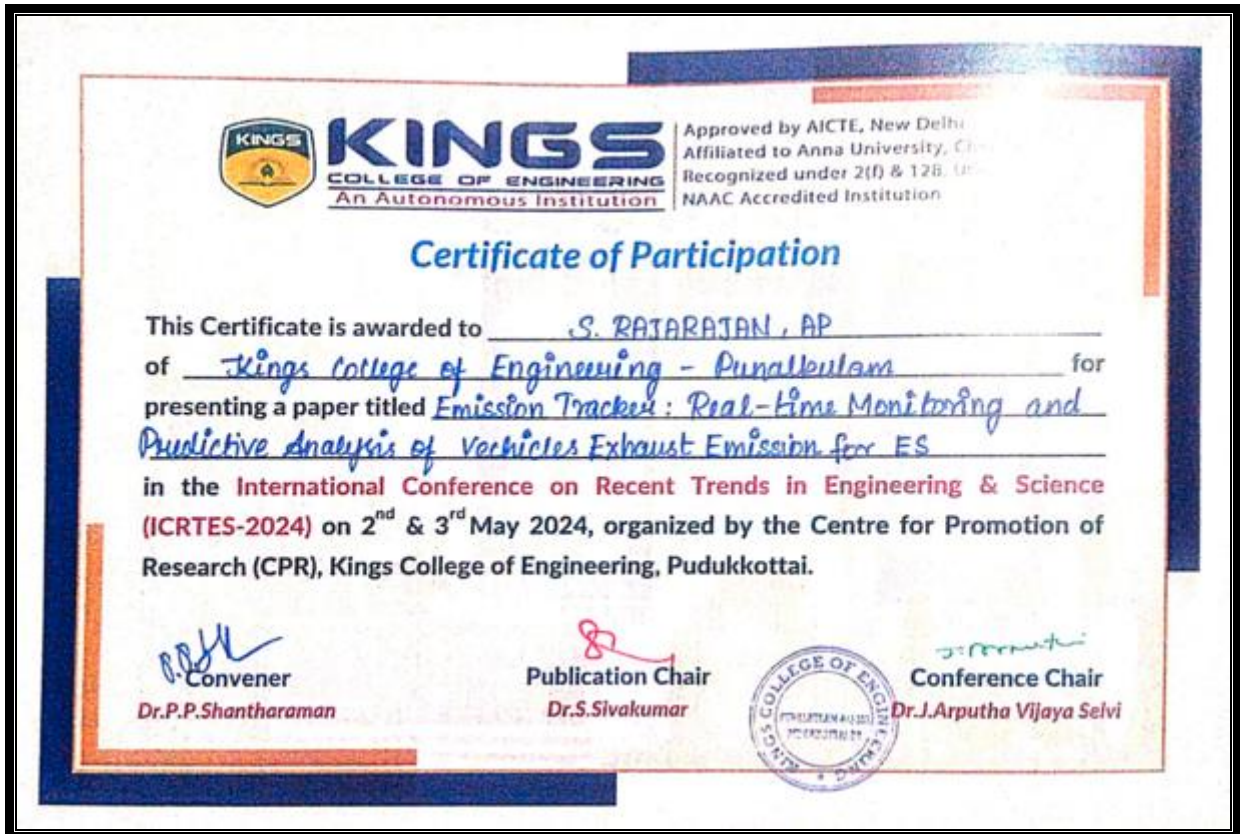 KINGS
KINGS
COLLEGE OF ENGINEERING
An Autonomous Institution
Approved by AICTE, New Delhi
Affiliated to Anna University,
Recognized under 2(f) & 12B,
NAAC Accredited Institution
Certificate of Participation
This Certificate is awarded to S. RAJARAJAN, AP
of Kings College of Engineering - Punalkulam for
presenting a paper titled Emission Tracker: Real-time Monitoring and
Predictive Analysis of Vechicles Exhaust Emission for ES
in the International Conference on Recent Trends in Engineering & Science
(ICRTES-2024) on 2nd & 3rd May 2024, organized by the Centre for Promotion of
Research (CPR), Kings College of Engineering, Pudukkottai.
Convener
Dr.P.P.Shantharaman
Publication Chair
Dr.S.Sivakumar
KINGS COLLEGE OF ENGINEERING
Conference Chair
Dr.J.Arputha Vijaya Selvi